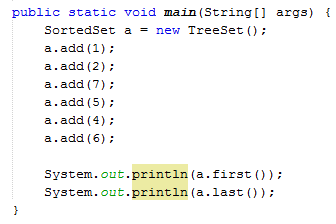 public static void main(String[] args) {
    SortedSet a = new TreeSet();
    a.add(1);
    a.add(2);
    a.add(7);
    a.add(5);
    a.add(4);
    a.add(6);

    System.out.println(a.first());
    System.out.println(a.last());
}